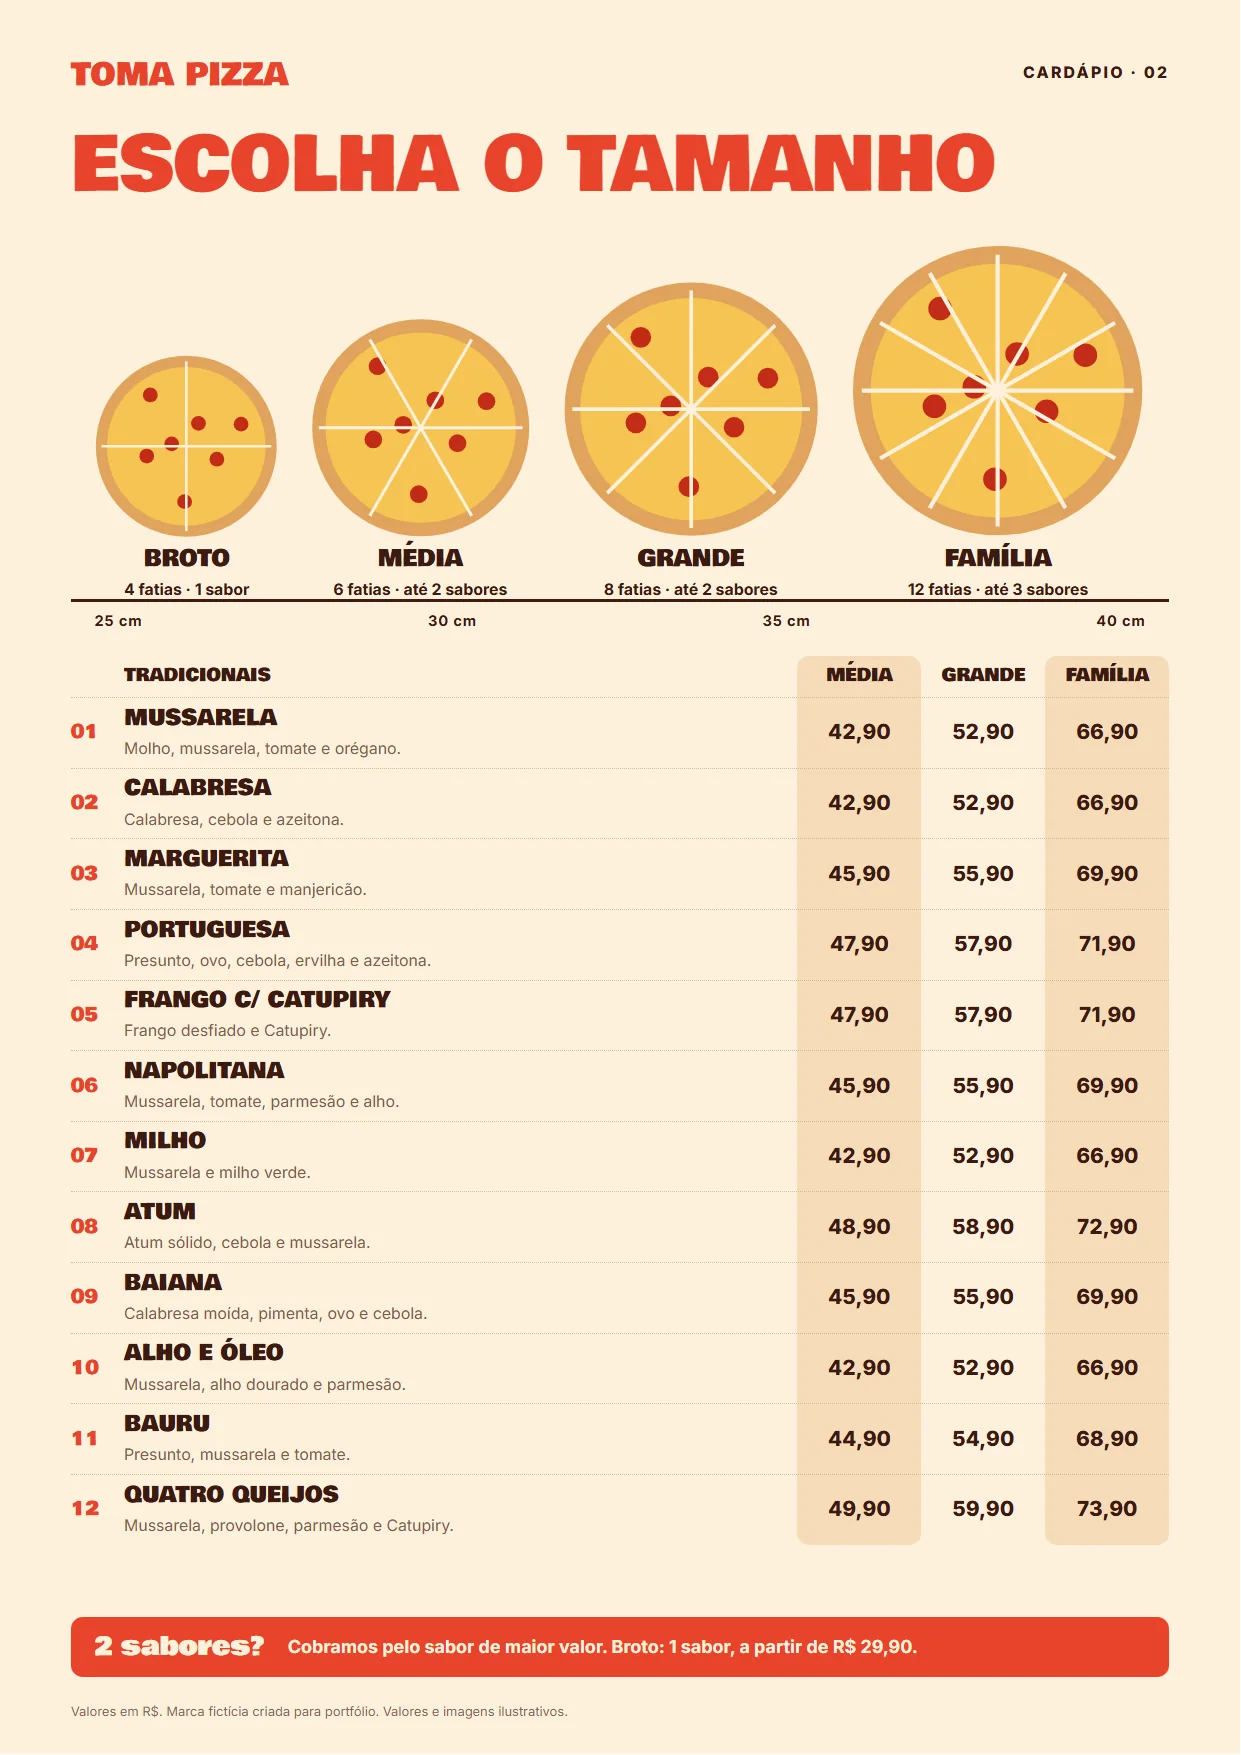 TOMA PIZZA
CARDÁPIO · 02
ESCOLHA O TAMANHO
BROTO
4 fatias · 1 sabor
MÉDIA
6 fatias · até 2 sabores
GRANDE
8 fatias · até 2 sabores
FAMÍLIA
12 fatias · até 3 sabores
25 cm 30 cm 35 cm 40 cm
TRADICIONAIS MÉDIA GRANDE FAMÍLIA
01 MUSSARELA 42,90 52,90 66,90
Molho, mussarela, tomate e orégano.
02 CALABRESA 42,90 52,90 66,90
Calabresa, cebola e azeitona.
03 MARGUERITA 45,90 55,90 69,90
Mussarela, tomate e manjericão.
04 PORTUGUESA 47,90 57,90 71,90
Presunto, ovo, cebola, ervilha e azeitona.
05 FRANGO C/ CATUPIRY 47,90 57,90 71,90
Frango desfiado e Catupiry.
06 NAPOLITANA 45,90 55,90 69,90
Mussarela, tomate, parmesão e alho.
07 MILHO 42,90 52,90 66,90
Mussarela e milho verde.
08 ATUM 48,90 58,90 72,90
Atum sólido, cebola e mussarela.
09 BAIANA 45,90 55,90 69,90
Calabresa moída, pimenta, ovo e cebola.
10 ALHO E ÓLEO 42,90 52,90 66,90
Mussarela, alho dourado e parmesão.
11 BAURU 44,90 54,90 68,90
Presunto, mussarela e tomate.
12 QUATRO QUEIJOS 49,90 59,90 73,90
Mussarela, provolone, parmesão e Catupiry.
2 sabores? Cobramos pelo sabor de maior valor. Broto: 1 sabor, a partir de R$ 29,90.
Valores em R$. Marca fictícia criada para portfólio. Valores e imagens ilustrativos.